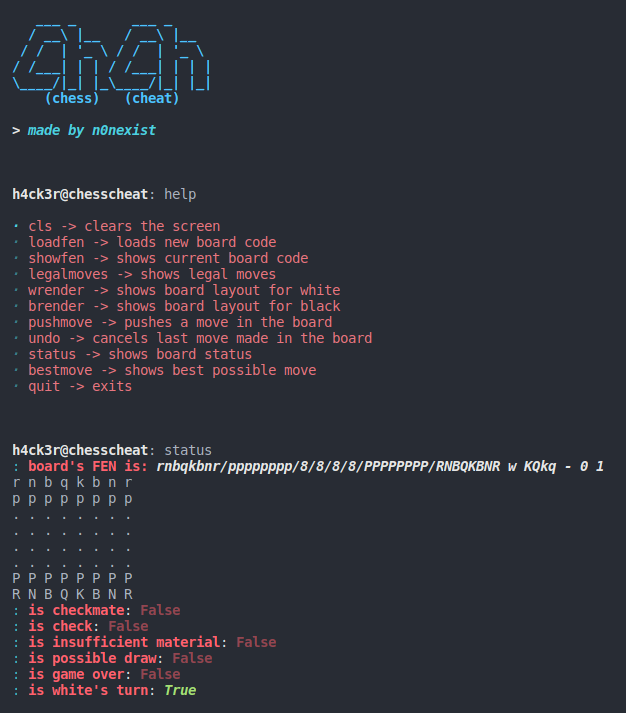 (chess) (cheat)
> made by n0nexist
h4ck3r@chesscheat: help
· cls -> clears the screen
· loadfen -> loads new board code
· showfen -> shows current board code
· legalmoves -> shows legal moves
· wrender -> shows board layout for white
· brender -> shows board layout for black
· pushmove -> pushes a move in the board
· undo -> cancels last move made in the board
· status -> shows board status
· bestmove -> shows best possible move
· quit -> exits
h4ck3r@chesscheat: status
: board's FEN is: rnbqkbnr/pppppppp/8/8/8/8/PPPPPPPP/RNBQKBNR w KQkq - 0 1
r n b q k b n r
p p p p p p p p
. . . . . . . .
. . . . . . . .
. . . . . . . .
. . . . . . . .
P P P P P P P P
R N B Q K B N R
: is checkmate: False
: is check: False
: is insufficient material: False
: is possible draw: False
: is game over: False
: is white's turn: True